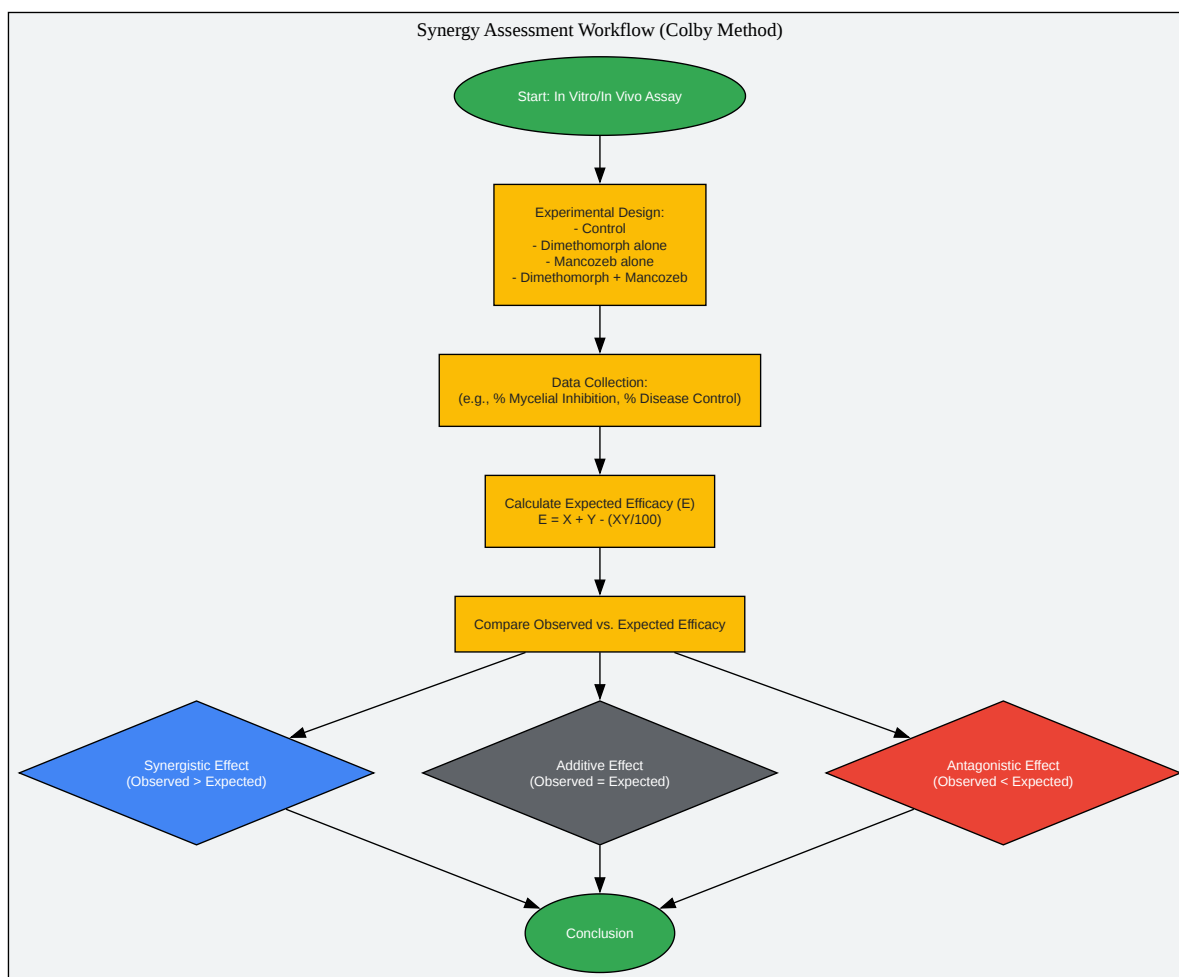 Synergy Assessment Workflow (Colby Method)
Start: In Vitro/In Vivo Assay
Experimental Design:
- Control
- Dimethomorph alone
- Mancozeb alone
- Dimethomorph + Mancozeb
Data Collection:
(e.g., % Mycelial Inhibition, % Disease Control)
Calculate Expected Efficacy (E)
E = X + Y - (XY/100)
Compare Observed vs. Expected Efficacy
Synergistic Effect
(Observed > Expected)
Additive Effect
(Observed = Expected)
Antagonistic Effect
(Observed < Expected)
Conclusion